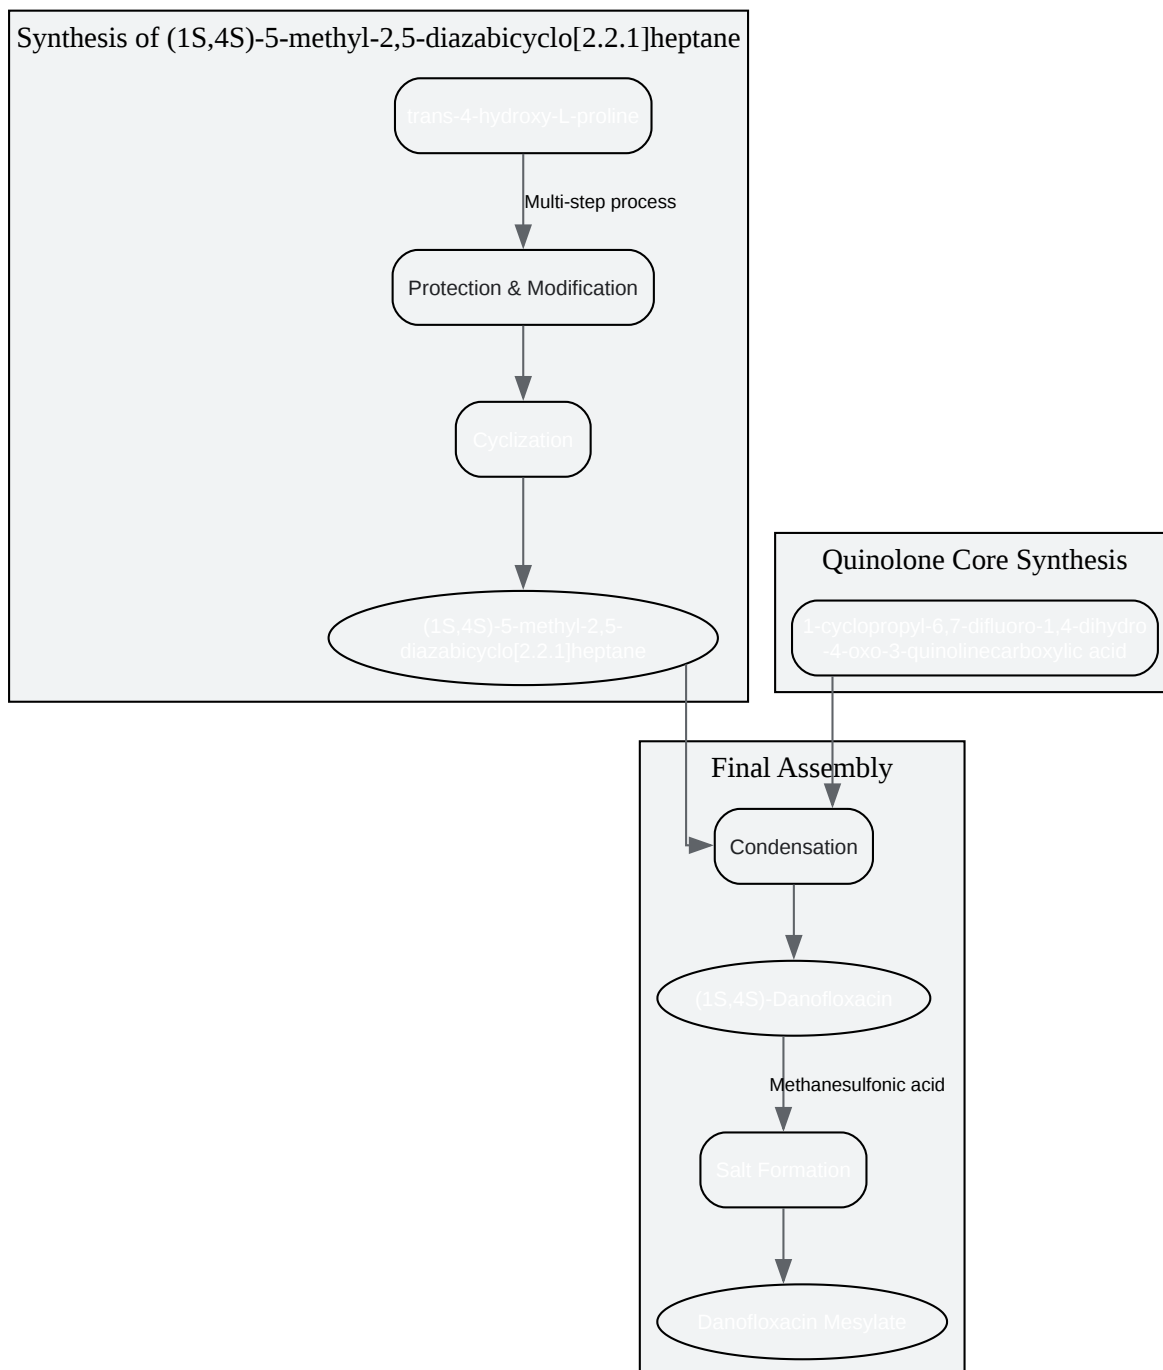 Synthesis of (1S,4S)-5-methyl-2,5-diazabicyclo[2.2.1]heptane
trans-4-hydroxy-L-proline
Multi-step process
Protection & Modification
Cyclization
(1S,4S)-5-methyl-2,5-
diazabicyclo[2.2.1]heptane
Quinolone Core Synthesis
1-cyclopropyl-6,7-difluoro-1,4-dihydro
-4-oxo-3-quinolinecarboxylic acid
Final Assembly
Condensation
(1S,4S)-Danofloxacin
Methanesulfonic acid
Salt Formation
Danofloxacin Mesylate